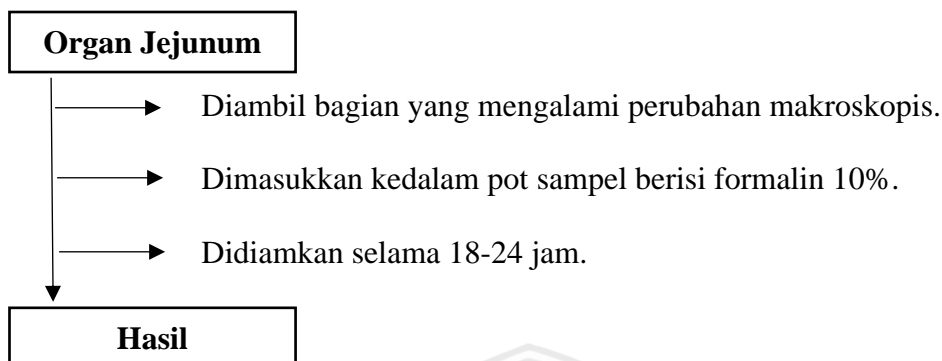 Organ Jejunum
Diambil bagian yang mengalami perubahan makroskopis.
Dimasukkan kedalam pot sampel berisi formalin 10%.
Didiamkan selama 18-24 jam.
Hasil